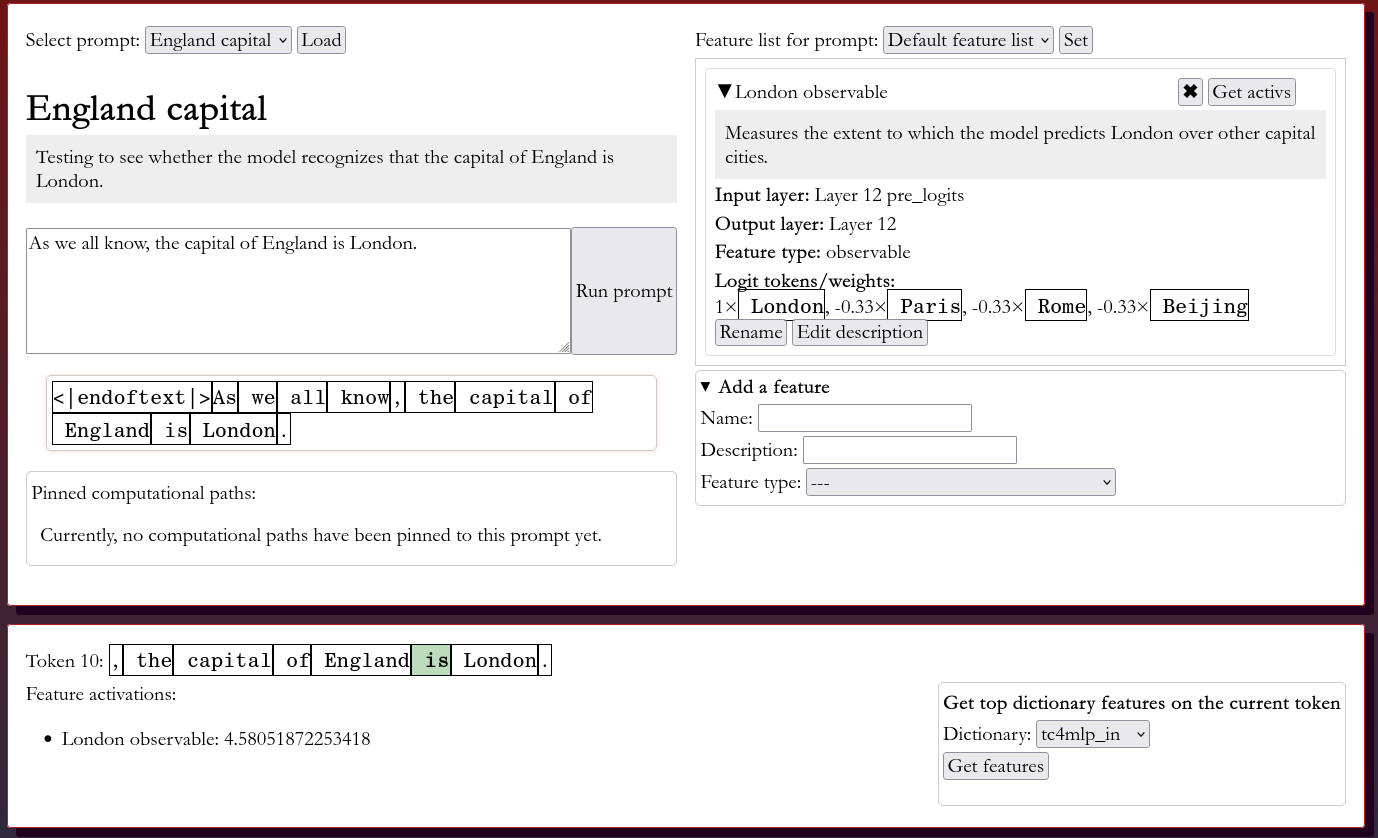 Select prompt: England capital Load
England capital
Testing to see whether the model recognizes that the capital of England is
London.
As we all know, the capital of England is London.
Run prompt
<|endoftext|>As we all know, the capital of
England is London.
Pinned computational paths:
Currently, no computational paths have been pinned to this prompt yet.
Feature list for prompt: Default feature list Set
▼London observable ✖ Get activs
Measures the extent to which the model predicts London over other capital
cities.
Input layer: Layer 12 pre_logits
Output layer: Layer 12
Feature type: observable
Logit tokens/weights:
1× London, -0.33× Paris, -0.33× Rome, -0.33× Beijing
Rename Edit description
▼ Add a feature
Name:
Description:
Feature type: ---
Token 10: , the capital of England is London.
Feature activations:
• London observable: 4.58051872253418
Get top dictionary features on the current token
Dictionary: tc4mlp_in
Get features